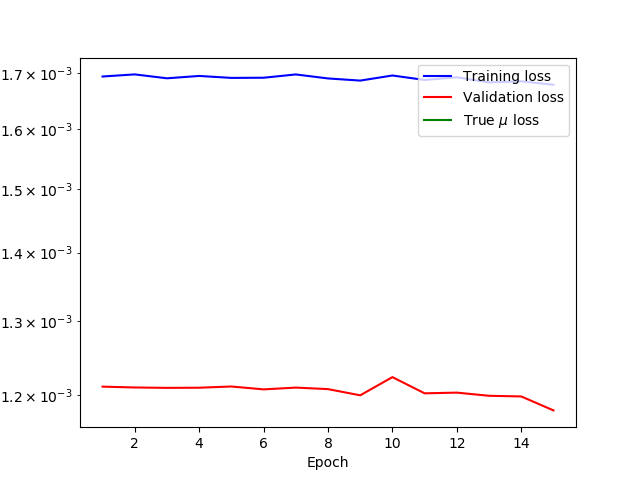 1.7 × 10⁻³
1.6 × 10⁻³
1.5 × 10⁻³
1.4 × 10⁻³
1.3 × 10⁻³
1.2 × 10⁻³
Training loss
Validation loss
True μ loss
2 4 6 8 10 12 14
Epoch